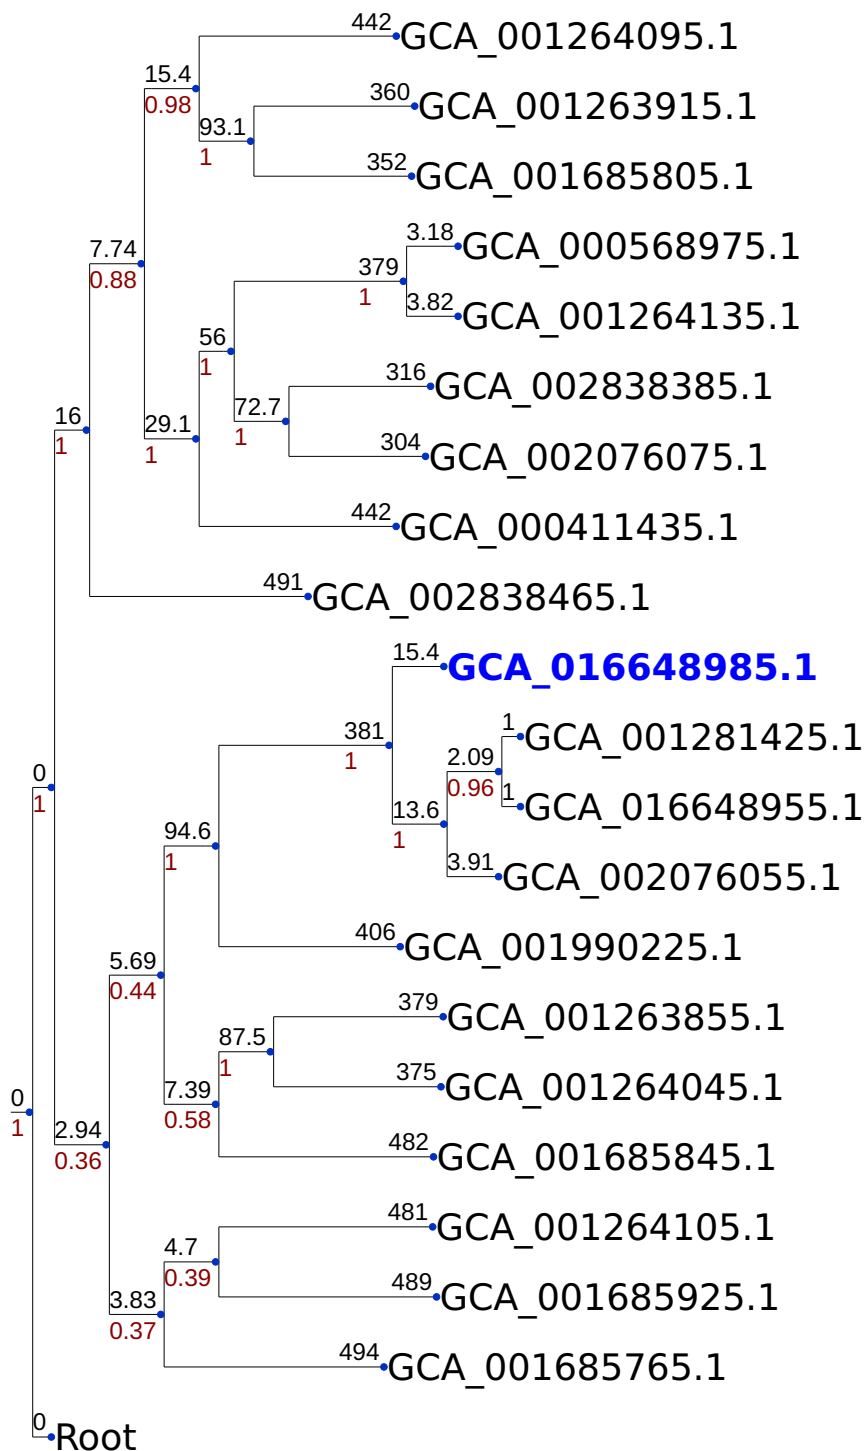 442
GCA_001264095.1
15.4
0.98
360
GCA_001263915.1
93.1
1
352
GCA_001685805.1
7.74
0.88
3.18
GCA_000568975.1
379
1
3.82
GCA_001264135.1
56
1
316
GCA_002838385.1
72.7
1
304
GCA_002076075.1
29.1
1
442
GCA_000411435.1
16
1
491
GCA_002838465.1
15.4
GCA_016648985.1
381
1
1
GCA_001281425.1
2.09
0.96
1
GCA_016648955.1
13.6
1
3.91
GCA_002076055.1
0
1
94.6
1
406
GCA_001990225.1
5.69
0.44
379
GCA_001263855.1
87.5
1
375
GCA_001264045.1
7.39
0.58
482
GCA_001685845.1
0
1
2.94
0.36
481
GCA_001264105.1
4.7
0.39
489
GCA_001685925.1
3.83
0.37
494
GCA_001685765.1
0
Root